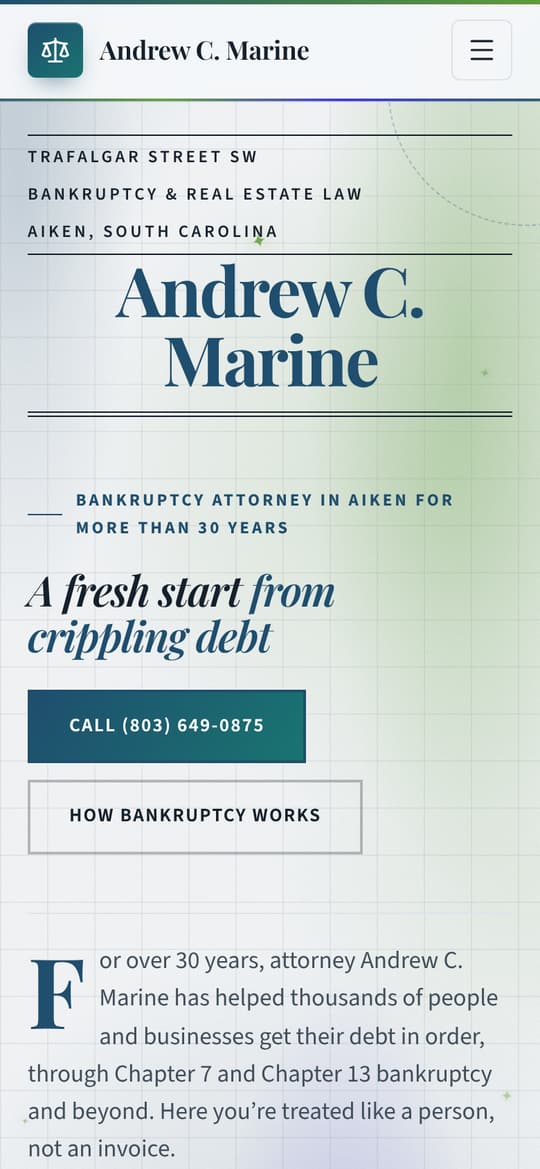 Andrew C. Marine
TRAFALGAR STREET SW
BANKRUPTCY & REAL ESTATE LAW
AIKEN, SOUTH CAROLINA
Andrew C.
Marine
BANKRUPTCY ATTORNEY IN AIKEN FOR
MORE THAN 30 YEARS
A fresh start from
crippling debt
CALL (803) 649-0875
HOW BANKRUPTCY WORKS
For over 30 years, attorney Andrew C.
Marine has helped thousands of people
and businesses get their debt in order,
through Chapter 7 and Chapter 13 bankruptcy
and beyond. Here you’re treated like a person,
not an invoice.